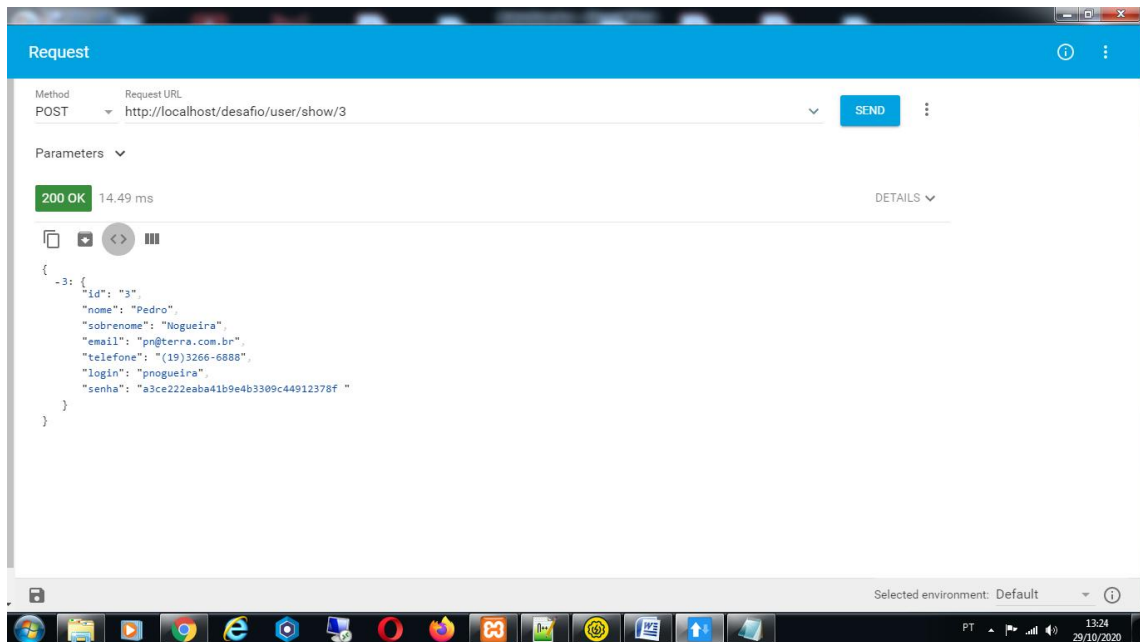 Request
Method
Request URL
POST
http://localhost/desafio/user/show/3
SEND
Parameters
200 OK 14.49 ms
DETAILS
{
-3: {
"id": "3",
"nome": "Pedro",
"sobrenome": "Nogueira",
"email": "pn@terra.com.br",
"telefone": "(19)3266-6888",
"login": "pnogueira",
"senha": "a3ce222eaba41b9e4b3309c44912378f "
}
}
Selected environment: Default
PT
13:24
29/10/2020